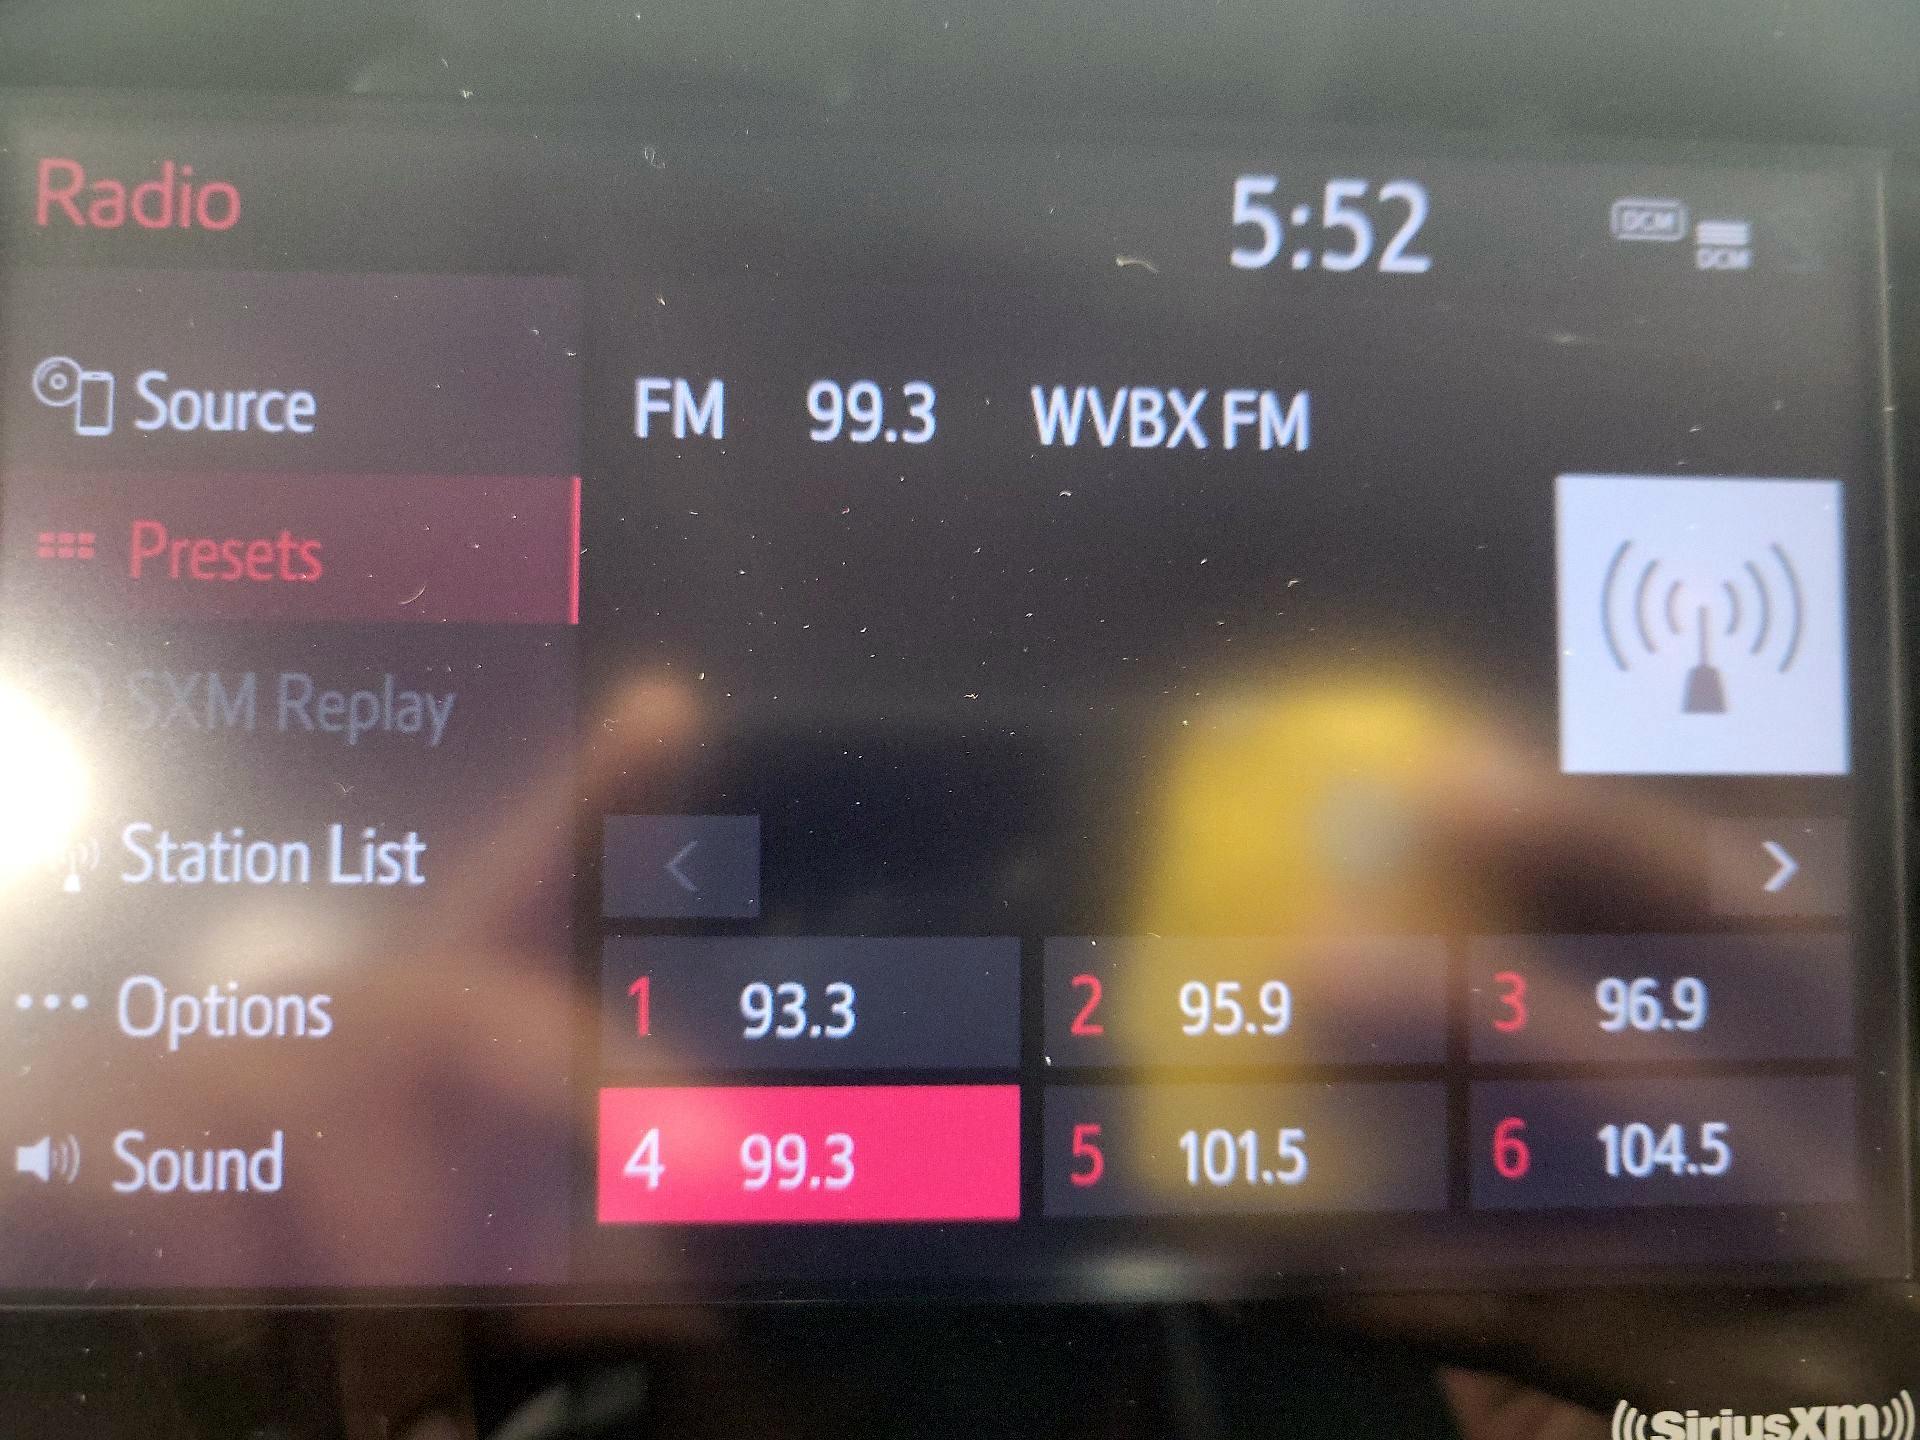 Radio
5:52
DCM
DCM
Source
FM 99.3 WVBX FM
Presets
SXM Replay
Station List
Options
1 93.3
2 95.9
3 96.9
Sound
4 99.3
5 101.5
6 104.5
((SiriusXM))